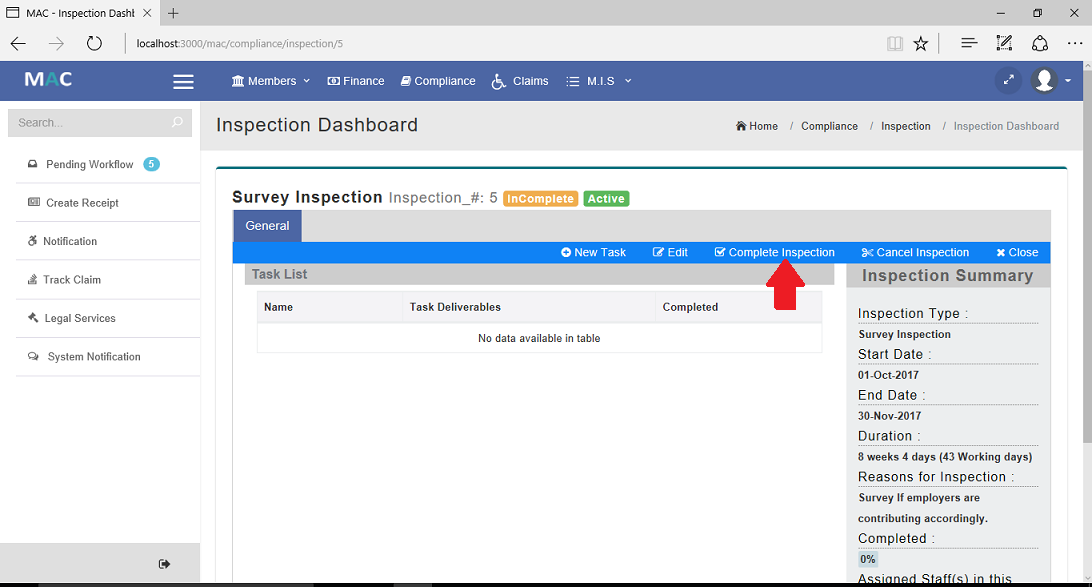 MAC - Inspection Dashb
localhost:3000/mac/compliance/inspection/5
MAC
Members
Finance
Compliance
Claims
M.I.S
Search...
Inspection Dashboard
Home / Compliance / Inspection / Inspection Dashboard
Pending Workflow 5
Create Receipt
Notification
Track Claim
Legal Services
System Notification
Survey Inspection Inspection_#: 5 InComplete Active
General
New Task
Edit
Complete Inspection
Cancel Inspection
Close
Task List
Name Task Deliverables Completed
No data available in table
Inspection Summary
Inspection Type :
Survey Inspection
Start Date :
01-Oct-2017
End Date :
30-Nov-2017
Duration :
8 weeks 4 days (43 Working days)
Reasons for Inspection :
Survey If employers are
contributing accordingly.
Completed :
0%
Assigned Staff(s) in this